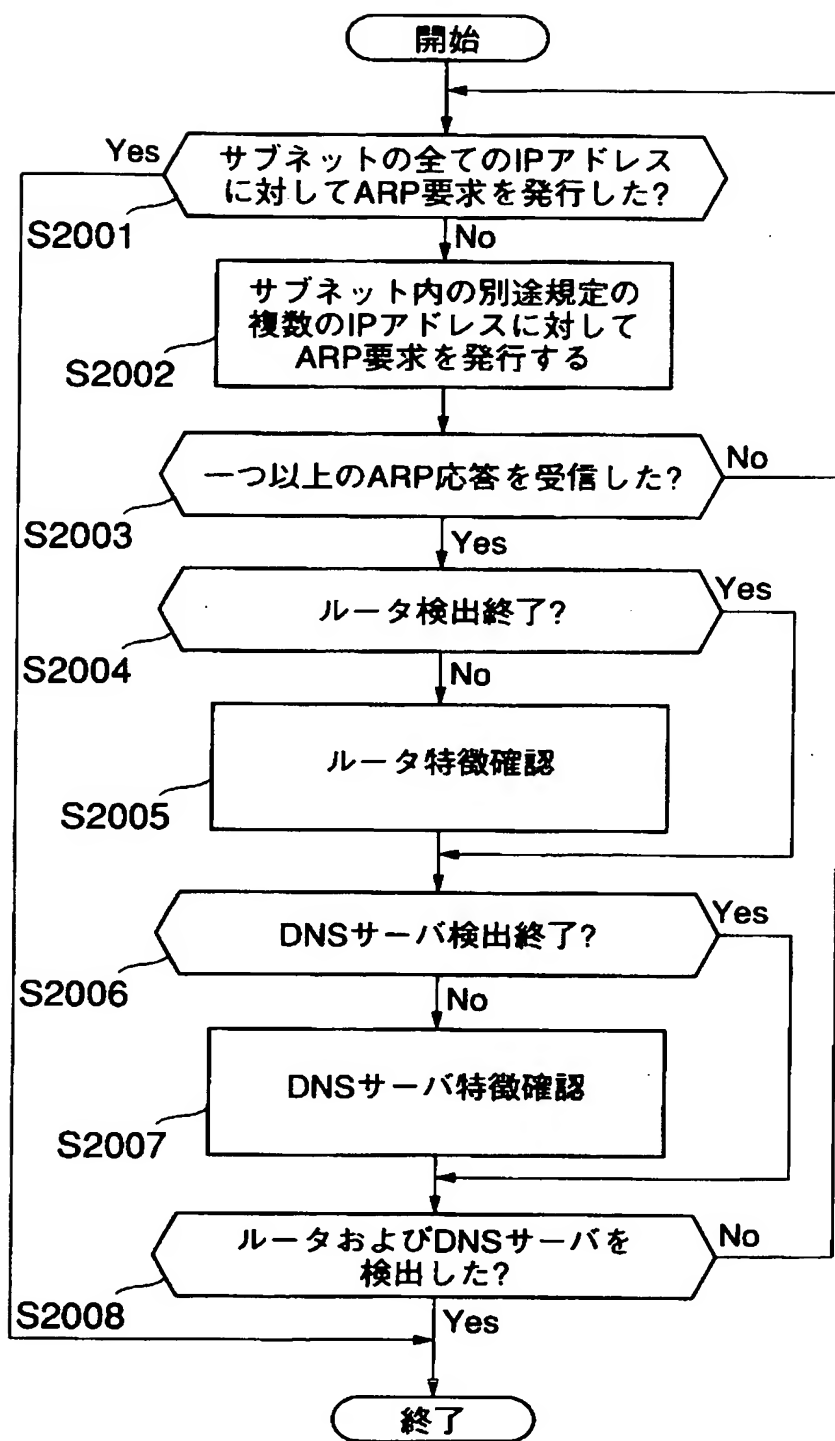 開始
Yes
サブネットの全てのIPアドレス
に対してARP要求を発行した?
S2001
No
サブネット内の別途規定の
複数のIPアドレスに対して
ARP要求を発行する
S2002
一つ以上のARP応答を受信した?
No
S2003
Yes
ルータ検出終了?
Yes
S2004
No
ルータ特徴確認
S2005
DNSサーバ検出終了?
Yes
S2006
No
DNSサーバ特徴確認
S2007
ルータおよびDNSサーバを
検出した?
No
S2008
Yes
終了